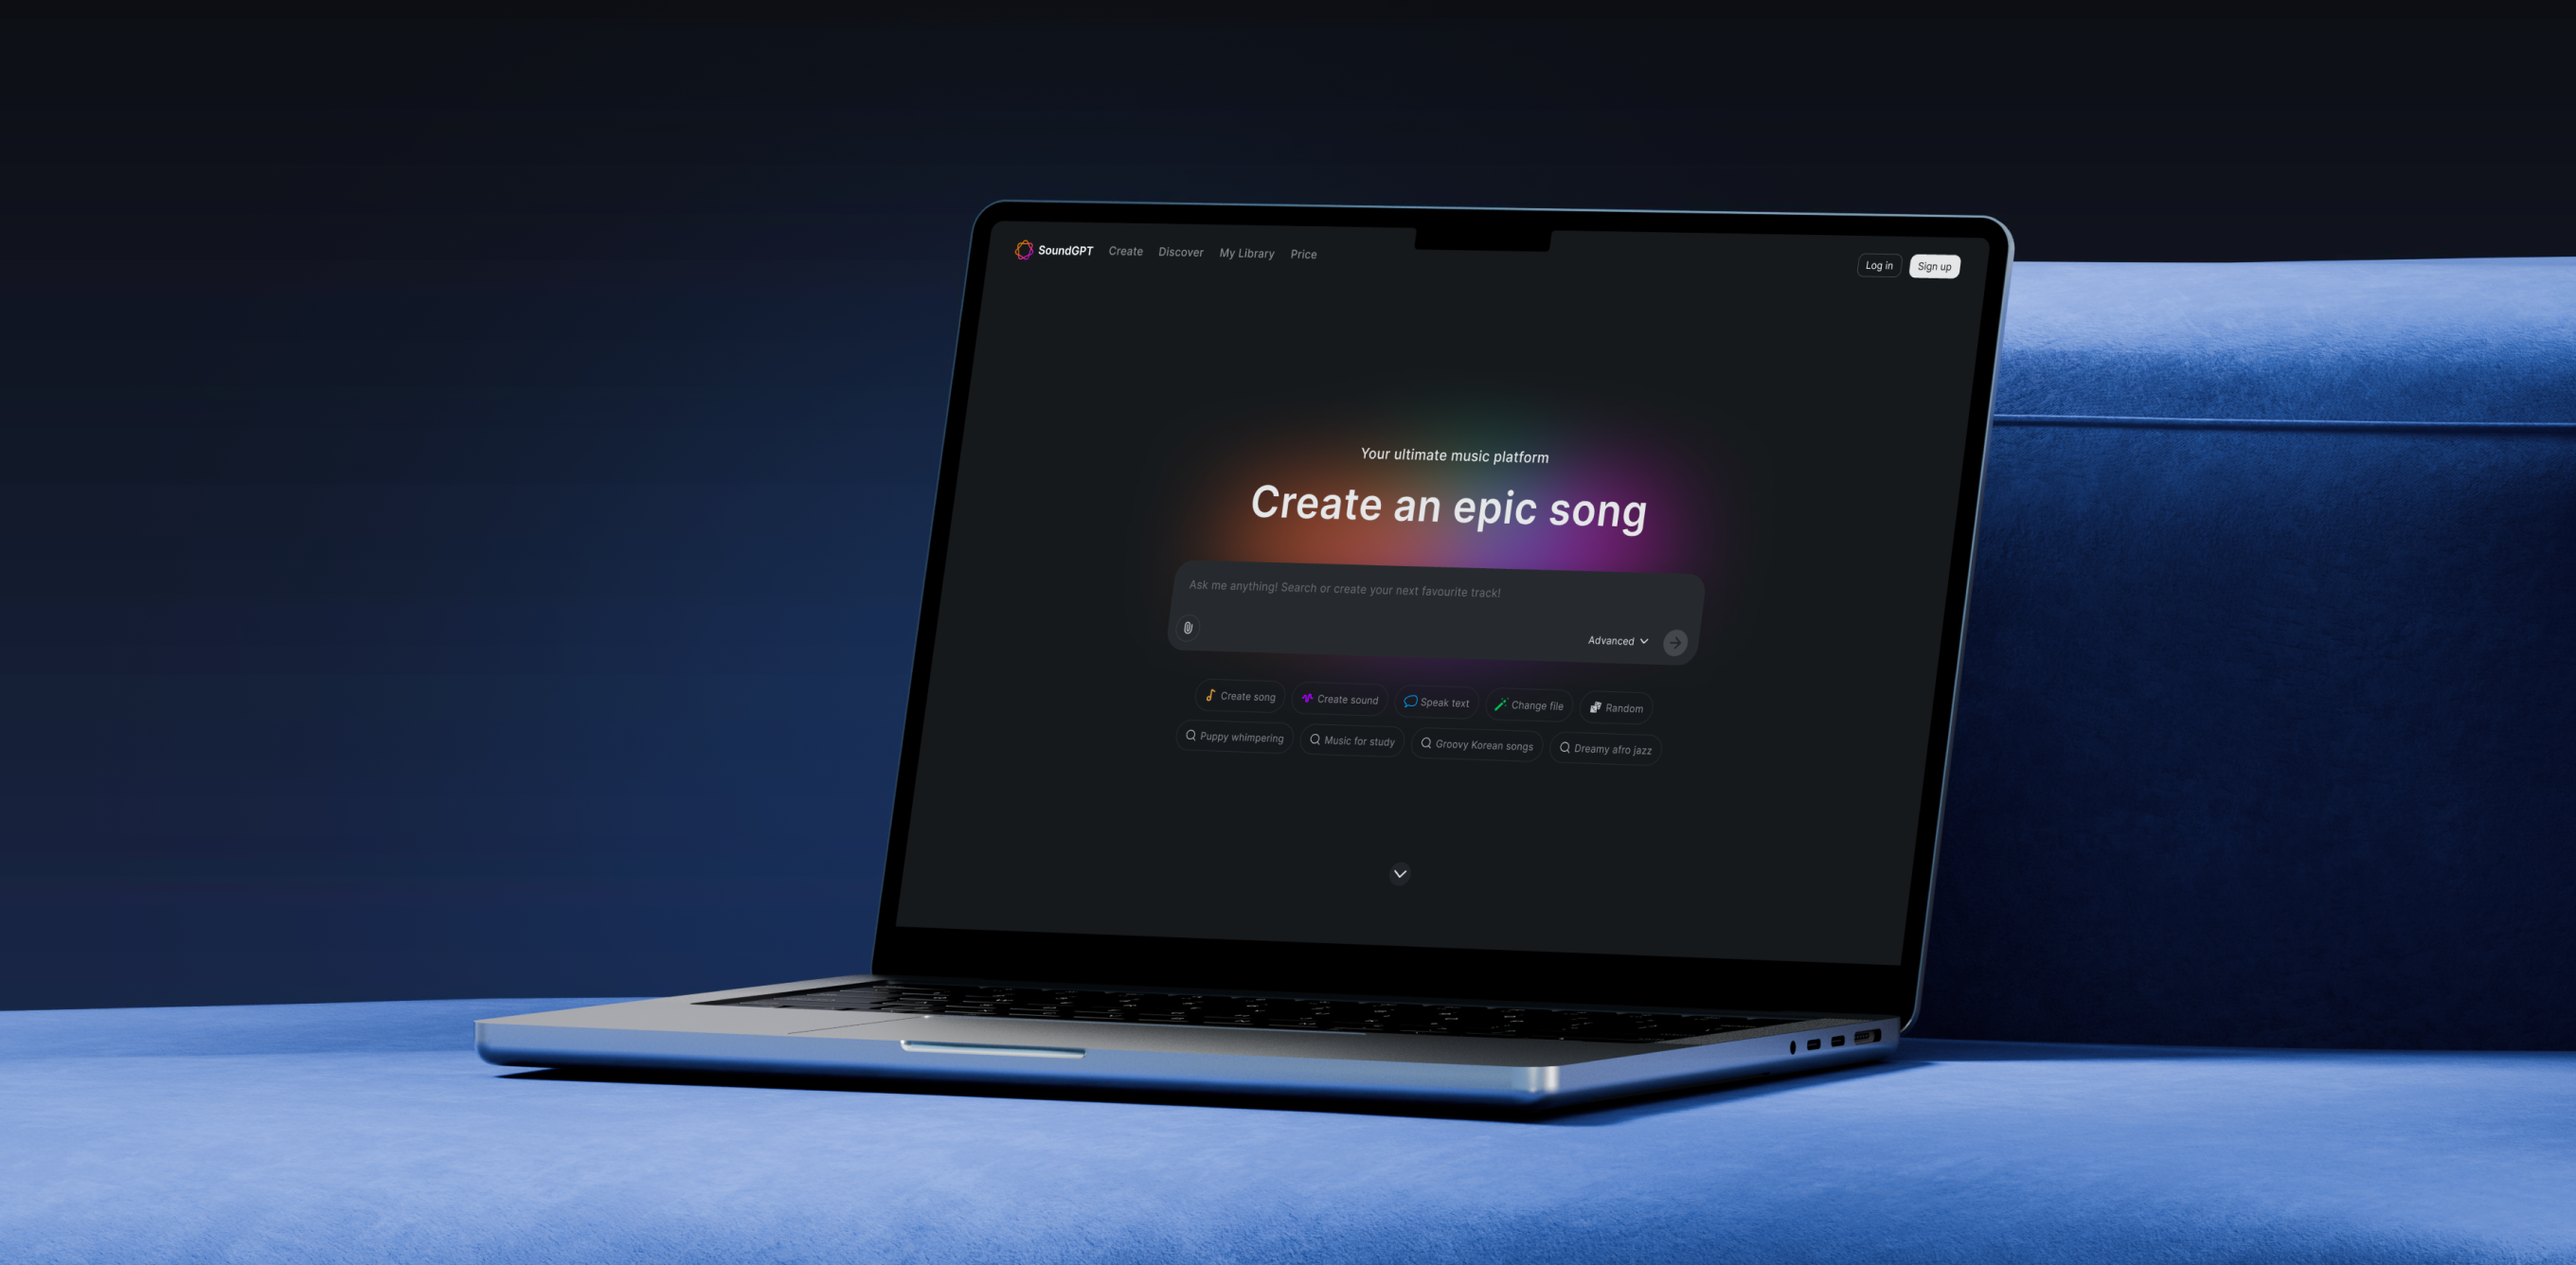 SoundGPT Create Discover My Library Price Log in Sign up
Your ultimate music platform
Create an epic song
Ask me anything! Search or create your next favourite track!
Advanced
Create song Create sound Speak text Change file Random
Puppy whimpering Music for study Groovy Korean songs Dreamy afro jazz